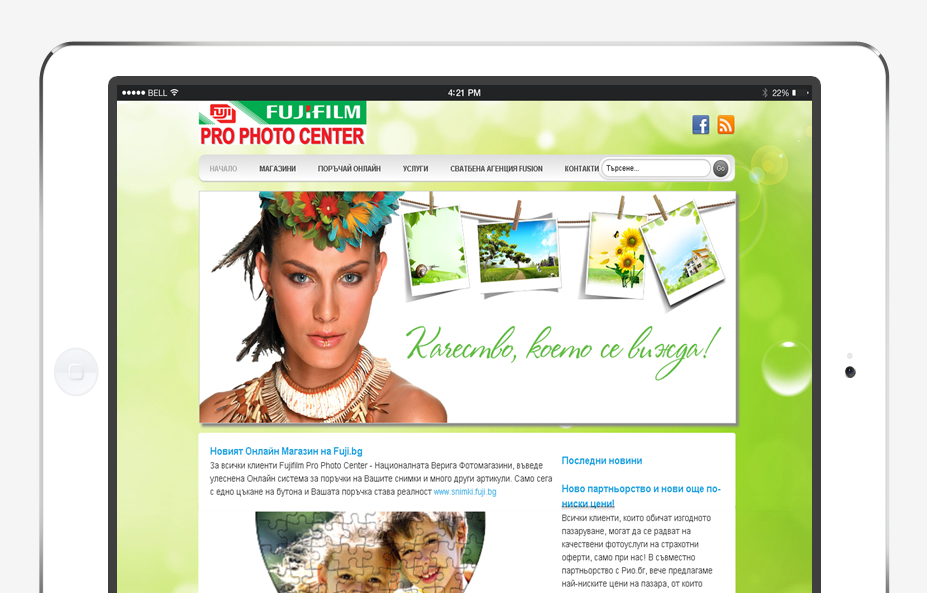 BELL 4:21 PM 22%
FUJI FUJIFILM
PRO PHOTO CENTER
НАЧАЛО МАГАЗИНИ ПОРЪЧАЙ ОНЛАЙН УСЛУГИ СВАТБЕНА АГЕНЦИЯ FUSION КОНТАКТИ Търсене... Go
Качество, което се вижда!
Новият Онлайн Магазин на Fuji.bg
За всички клиенти Fujifilm Pro Photo Center - Националната Верига Фотомагазини, въведе
улеснена Онлайн система за поръчки на Вашите снимки и много други артикули. Само сега
с едно цъкане на бутона и Вашата поръчка става реалност www.snimki.fuji.bg
Последни новини
Ново партньорство и нови още по-
ниски цени!
Всички клиенти, които обичат изгодното
пазаруване, могат да се радват на
качествени фотоуслуги на страхотни
оферти, само при нас! В съвместно
партньорство с Рио.бг, вече предлагаме
най-ниските цени на пазара, от които